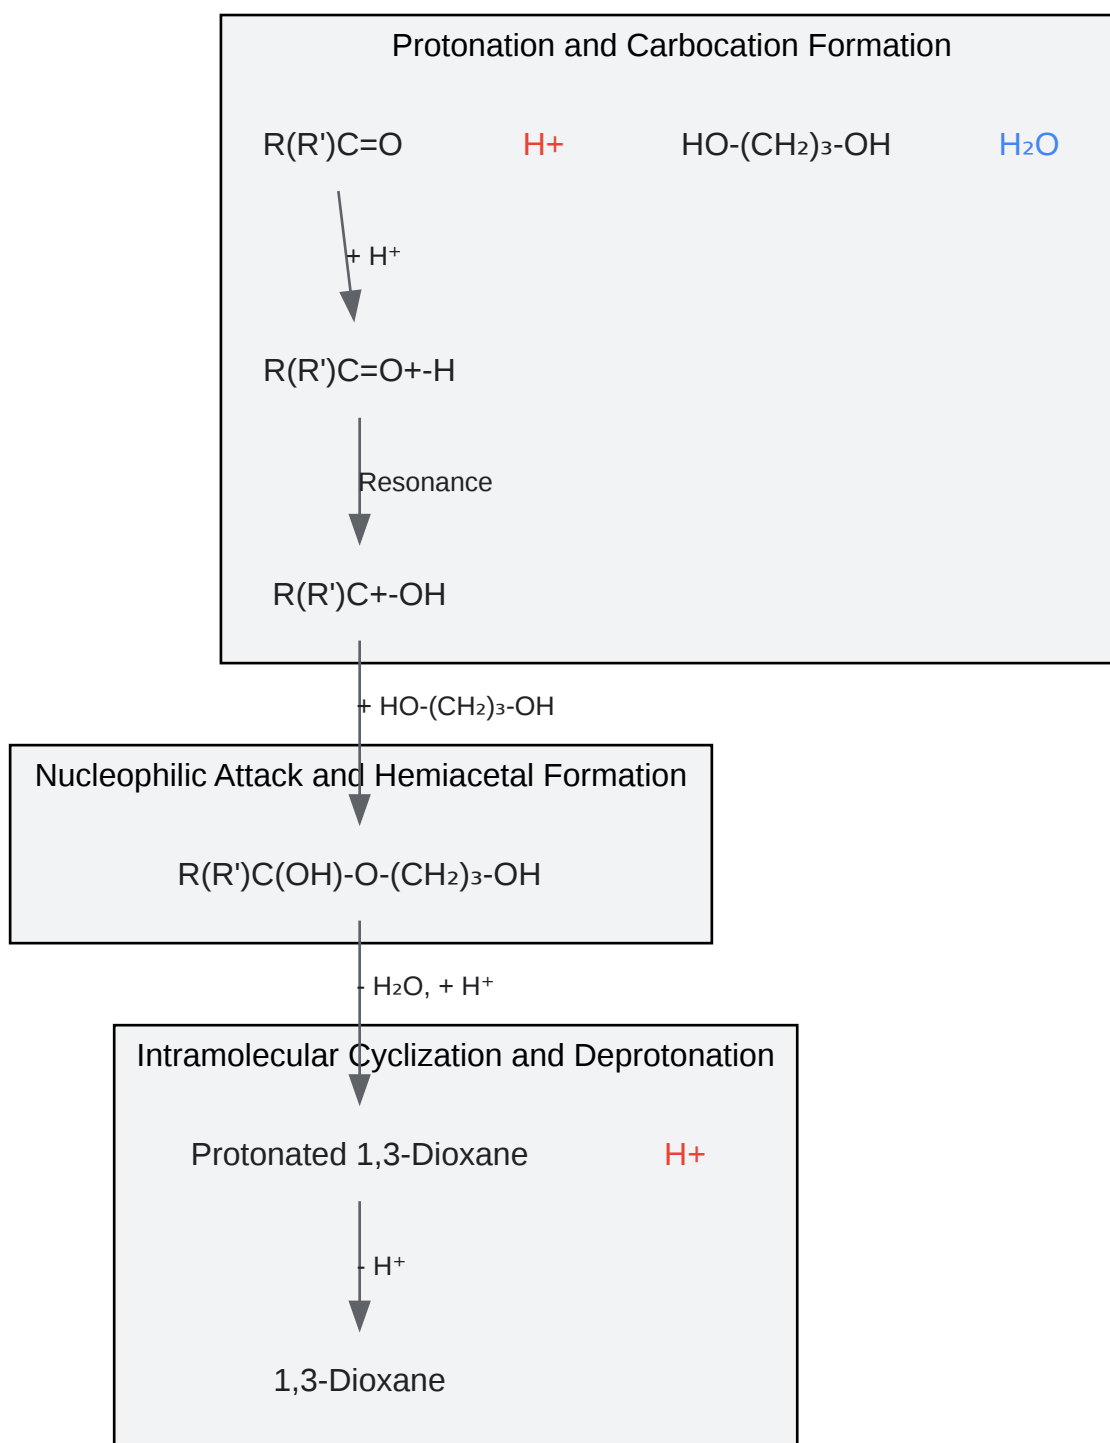 Protonation and Carbocation Formation
R(R')C=O H+ HO-(CH₂)₃-OH H₂O
+ H⁺
R(R')C=O+-H
Resonance
R(R')C+-OH
+ HO-(CH₂)₃-OH
Nucleophilic Attack and Hemiacetal Formation
R(R')C(OH)-O-(CH₂)₃-OH
- H₂O, + H⁺
Intramolecular Cyclization and Deprotonation
Protonated 1,3-Dioxane H+
- H⁺
1,3-Dioxane